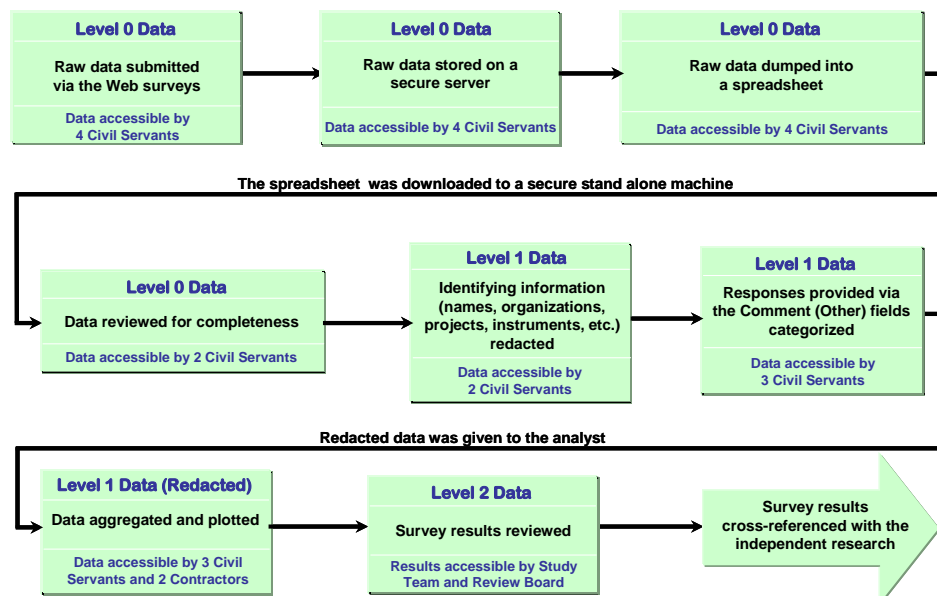 Level 0 Data
Raw data submitted
via the Web surveys
Data accessible by
4 Civil Servants
Level 0 Data
Raw data stored on a
secure server
Data accessible by 4 Civil Servants
Level 0 Data
Raw data dumped into
a spreadsheet
Data accessible by 4 Civil Servants
The spreadsheet was downloaded to a secure stand alone machine
Level 0 Data
Data reviewed for completeness
Data accessible by 2 Civil Servants
Level 1 Data
Identifying information
(names, organizations,
projects, instruments, etc.)
redacted
Data accessible by
2 Civil Servants
Level 1 Data
Responses provided via
the Comment (Other) fields
categorized
Data accessible by
3 Civil Servants
Redacted data was given to the analyst
Level 1 Data (Redacted)
Data aggregated and plotted
Data accessible by 3 Civil
Servants and 2 Contractors
Level 2 Data
Survey results reviewed
Results accessible by Study
Team and Review Board
Survey results
cross-referenced with the
independent research